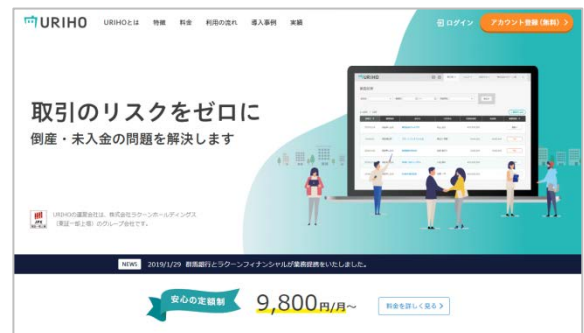 URIHO
URIHOとは 特徴 料金 利用の流れ 導入事例 実績
ログイン
アカウント登録(無料)
取引のリスクをゼロに
倒産・未入金の問題を解決します
URIHO
URIHOの運営会社は、株式会社ラクーンホールディングス
(東証一部上場)のグループ会社です。
NEWS 2019/1/29 群馬銀行とラクーンフィナンシャルが業務提携をいたしました。
安心の定額制
9,800円/月~
料金を詳しく見る